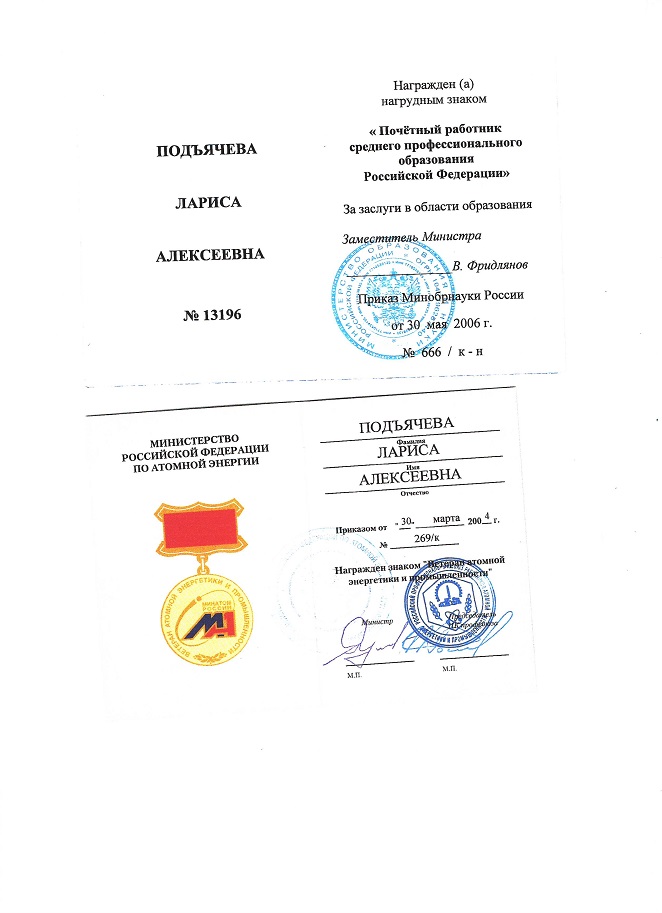 ПОДЪЯЧЕВА
ЛАРИСА
АЛЕКСЕЕВНА
№ 13196
Награжден (а)
нагрудным знаком
« Почётный работник
среднего профессионального
образования
Российской Федерации»
За заслуги в области образования
Заместитель Министра
В. Фридлянов
Приказ Минобрнауки России
от 30 мая 2006 г.
№ 666 / к - н
МИНИСТЕРСТВО
РОССИЙСКОЙ ФЕДЕРАЦИИ
ПО АТОМНОЙ ЭНЕРГИИ
ВЕТЕРАН АТОМНОЙ ЭНЕРГЕТИКИ И ПРОМЫШЛЕННОСТИ
МИНАТОМ
РОССИИ
ПОДЪЯЧЕВА
Фамилия
ЛАРИСА
Имя
АЛЕКСЕЕВНА
Отчество
Приказом от « 30 » марта 2004 г.
№ 269/к
Награжден знаком "Ветеран атомной
энергетики и промышленности"
Министр
Председатель
ЦК профсоюза
М.П.
М.П.